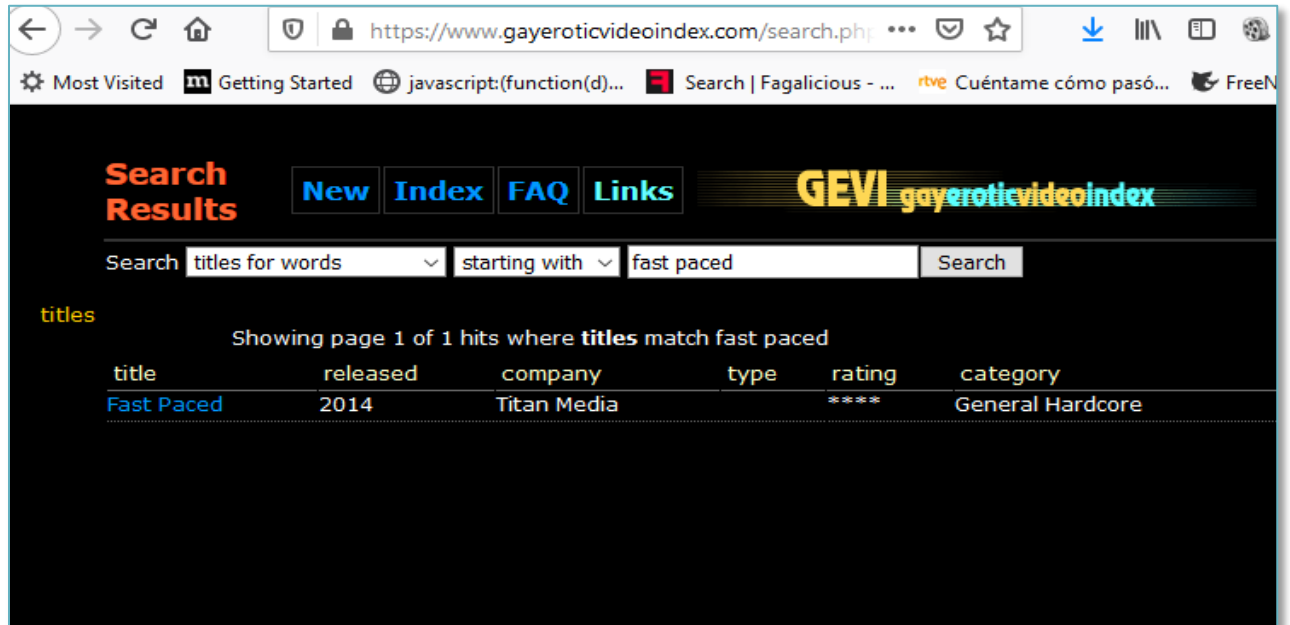 https://www.gayeroticvideoindex.com/search.php
Most Visited Getting Started javascript:(function(d)... Search | Fagalicious - ... rtve Cuéntame cómo pasó... FreeN
Search Results New Index FAQ Links GEVI gayeroticvideoindex
Search titles for words starting with fast paced Search
titles
Showing page 1 of 1 hits where titles match fast paced
title released company type rating category
Fast Paced 2014 Titan Media **** General Hardcore